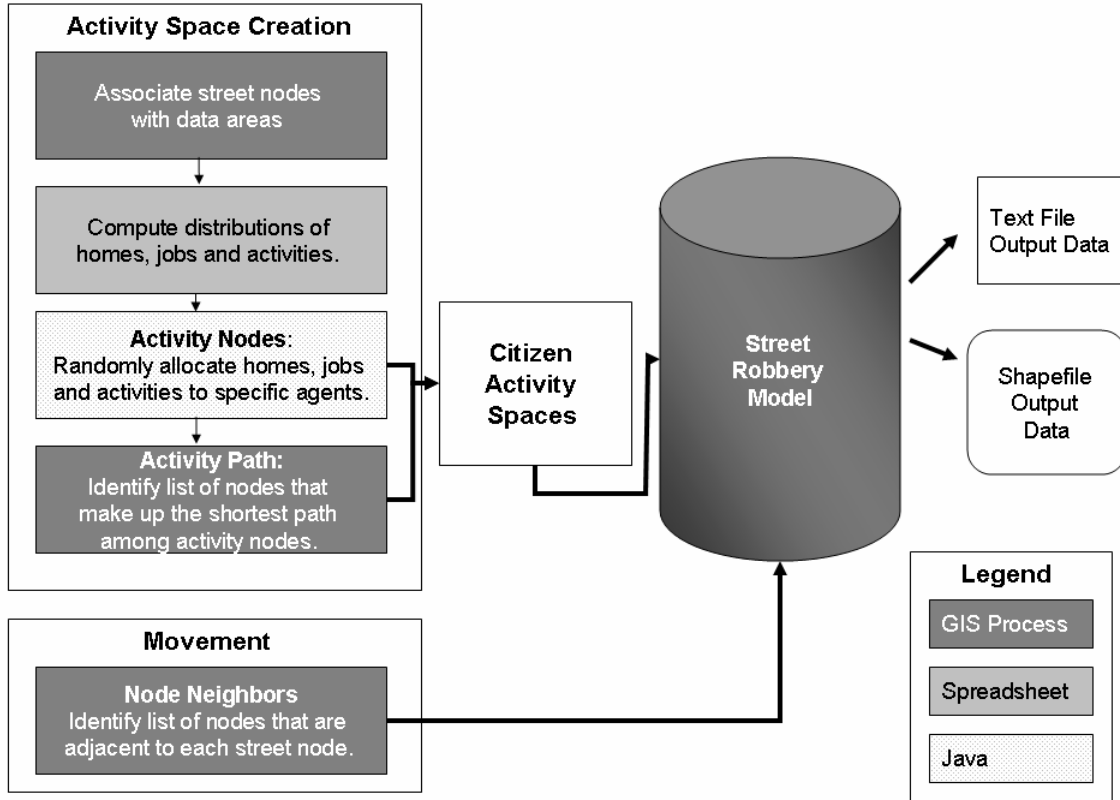 Activity Space Creation
Associate street nodes
with data areas
Compute distributions of
homes, jobs and activities.
Activity Nodes:
Randomly allocate homes, jobs
and activities to specific agents.
Activity Path:
Identify list of nodes that
make up the shortest path
among activity nodes.
Citizen
Activity
Spaces
Street
Robbery
Model
Text File
Output Data
Shapefile
Output
Data
Movement
Node Neighbors
Identify list of nodes that are
adjacent to each street node.
Legend
GIS Process
Spreadsheet
Java